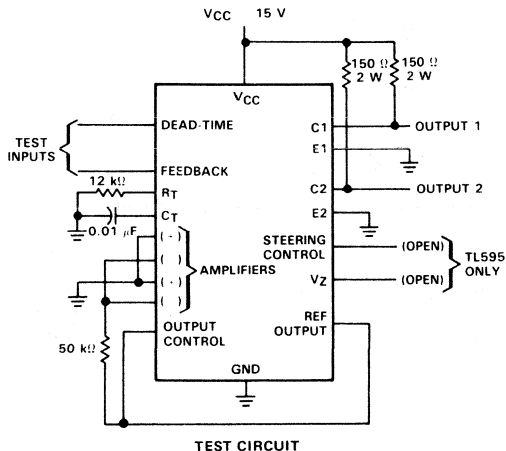 VCC 15 V
150 Ω
2 W
150 Ω
2 W
VCC
TEST
INPUTS
DEAD-TIME
FEEDBACK
12 kΩ
RT
CT
0.01 µF
(-)
( )
(-)
( )
AMPLIFIERS
OUTPUT
CONTROL
50 kΩ
GND
C1
OUTPUT 1
E1
C2
OUTPUT 2
E2
STEERING
CONTROL
(OPEN)
VZ
(OPEN)
TL595
ONLY
REF
OUTPUT
TEST CIRCUIT